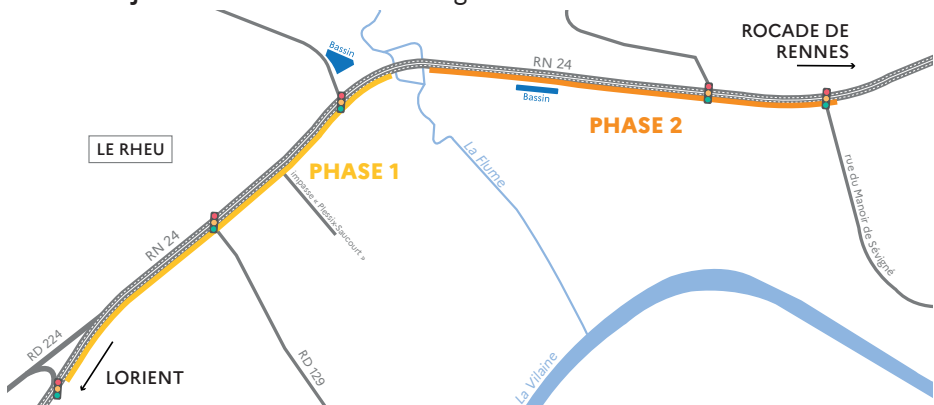 ROCADE DE
RENNES
Bassin
RN 24
Bassin
PHASE 2
LE RHEU
La Flume
PHASE 1
impasse « Plessix-Saucourt »
rue du Manoir de Sévigné
RN 24
RD 224
RD 129
LORIENT
La Vilaine